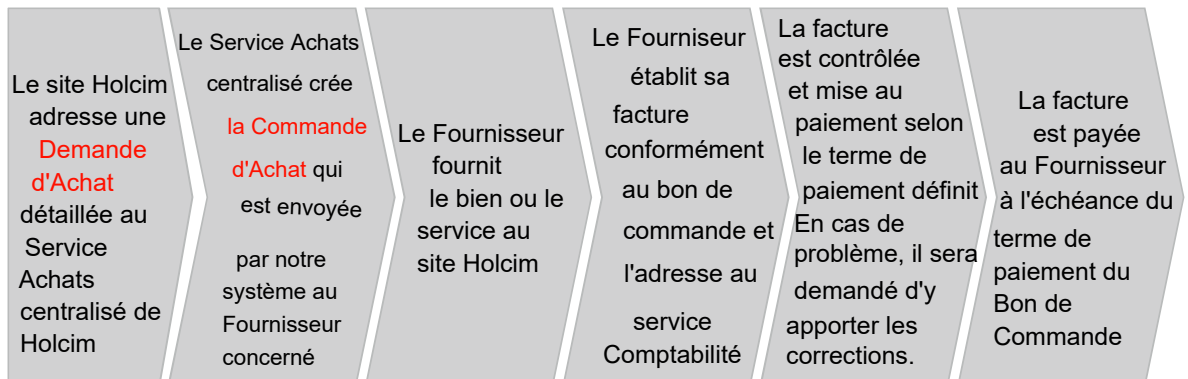 Le site Holcim
adresse une
Demande
d'Achat
détaillée au
Service
Achats
centralisé de
Holcim
Le Service Achats
centralisé crée
la Commande
d'Achat qui
est envoyée
par notre
système au
Fournisseur
concerné
Le Fournisseur
fournit
le bien ou le
service au
site Holcim
Le Fourniseur
établit sa
facture
conformément
au bon de
commande et
l'adresse au
service
Comptabilité
La facture
est contrôlée
et mise au
paiement selon
le terme de
paiement définit
En cas de
problème, il sera
demandé d'y
apporter les
corrections.
La facture
est payée
au Fournisseur
à l'échéance du
terme de
paiement du
Bon de
Commande